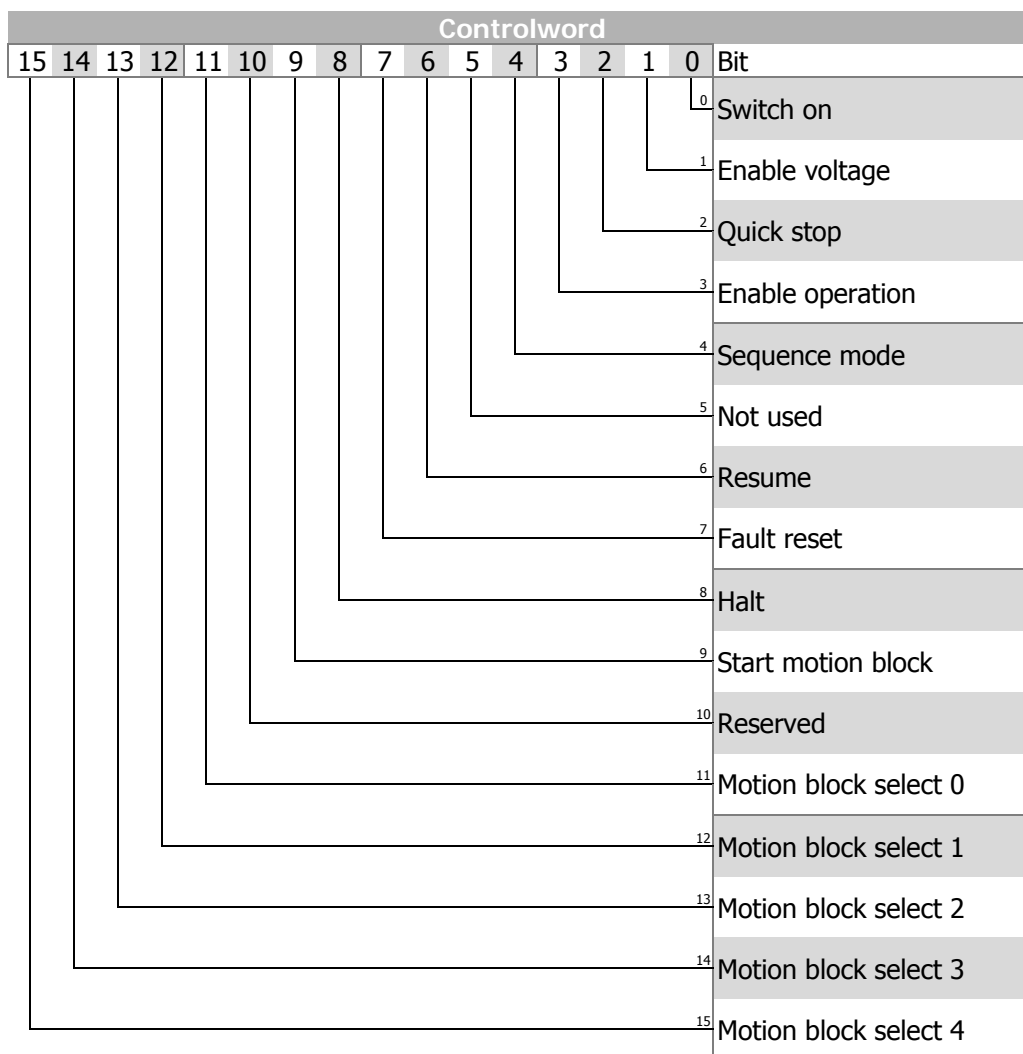 Controlword
15 14 13 12 11 10 9 8 7 6 5 4 3 2 1 0 Bit
0 Switch on
1 Enable voltage
2 Quick stop
3 Enable operation
4 Sequence mode
5 Not used
6 Resume
7 Fault reset
8 Halt
9 Start motion block
10 Reserved
11 Motion block select 0
12 Motion block select 1
13 Motion block select 2
14 Motion block select 3
15 Motion block select 4